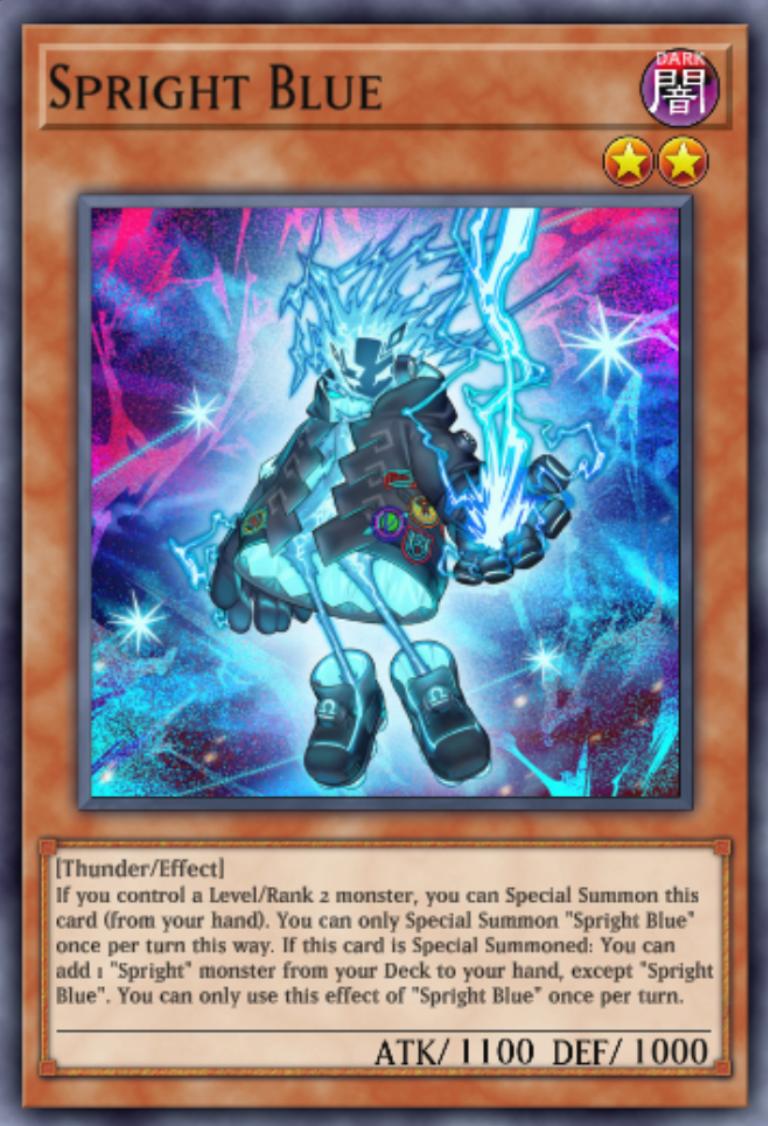 Spright Blue
DARK
闇
[Thunder/Effect]
If you control a Level/Rank 2 monster, you can Special Summon this
card (from your hand). You can only Special Summon "Spright Blue"
once per turn this way. If this card is Special Summoned: You can
add 1 "Spright" monster from your Deck to your hand, except "Spright
Blue". You can only use this effect of "Spright Blue" once per turn.
ATK/ 1100 DEF/ 1000